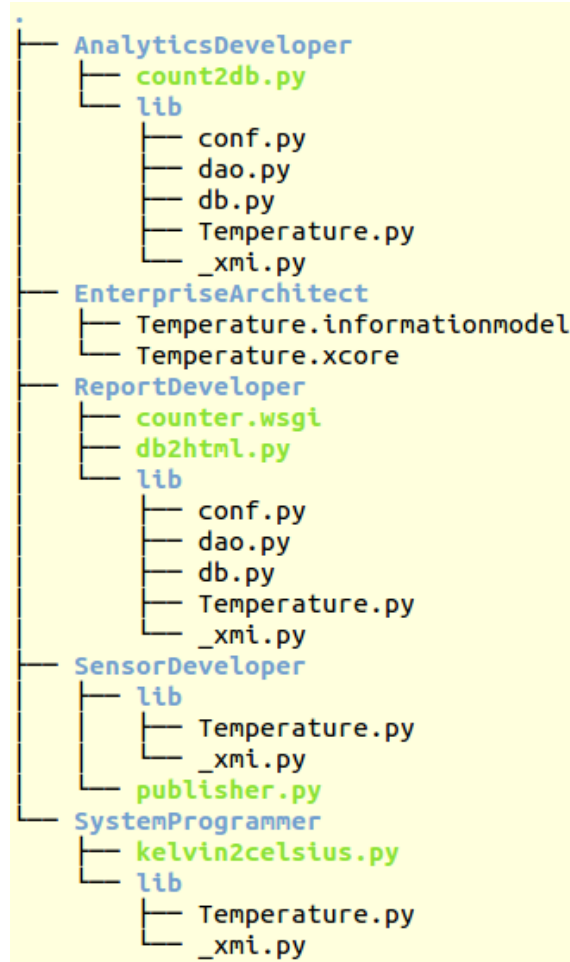 .
├── AnalyticsDeveloper
│   ├── count2db.py
│   └── lib
│       ├── conf.py
│       ├── dao.py
│       ├── db.py
│       ├── Temperature.py
│       └── _xmi.py
├── EnterpriseArchitect
│   ├── Temperature.informationmodel
│   └── Temperature.xcore
├── ReportDeveloper
│   ├── counter.wsgi
│   ├── db2html.py
│   └── lib
│       ├── conf.py
│       ├── dao.py
│       ├── db.py
│       ├── Temperature.py
│       └── _xmi.py
├── SensorDeveloper
│   ├── lib
│   │   ├── Temperature.py
│   │   └── _xmi.py
│   └── publisher.py
└── SystemProgrammer
    ├── kelvin2celsius.py
    └── lib
        ├── Temperature.py
        └── _xmi.py